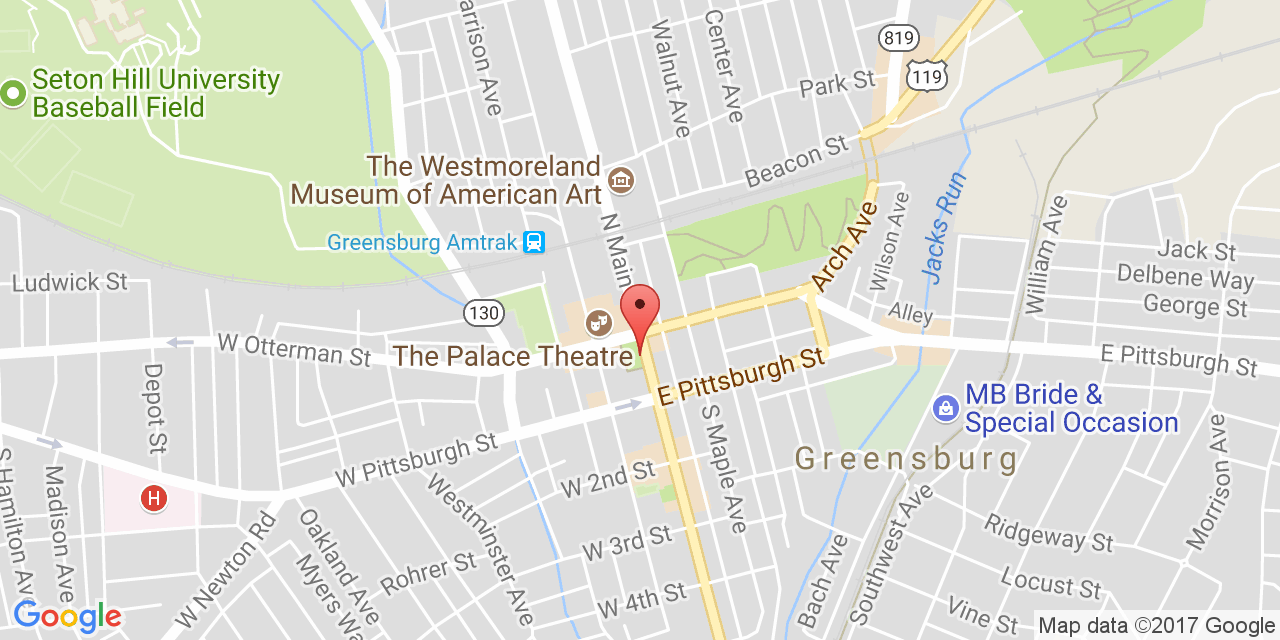 Harrison Ave
Walnut Ave
Center Ave
819
119
Park St
Seton Hill University
Baseball Field
Beacon St
The Westmoreland
Museum of American Art
Greensburg Amtrak
N Main
Arch Ave
Wilson Ave
Jacks Run
William Ave
Jack St
Delbene Way
George St
Ludwick St
130
Alley
W Otterman St
The Palace Theatre
E Pittsburgh St
E Pittsburgh St
Depot St
MB Bride &
Special Occasion
Greensburg
W Pittsburgh St
S Maple Ave
W 2nd St
H
S Hamilton Ave
Madison Ave
W Newton Rd
Oakland Ave
Myers Wa
Westminster Ave
Rohrer St
W 3rd St
W 4th St
Bach Ave
Southwest Ave
Morrison Ave
Ridgeway St
Locust St
Vine St
Google
Map data ©2017 Google